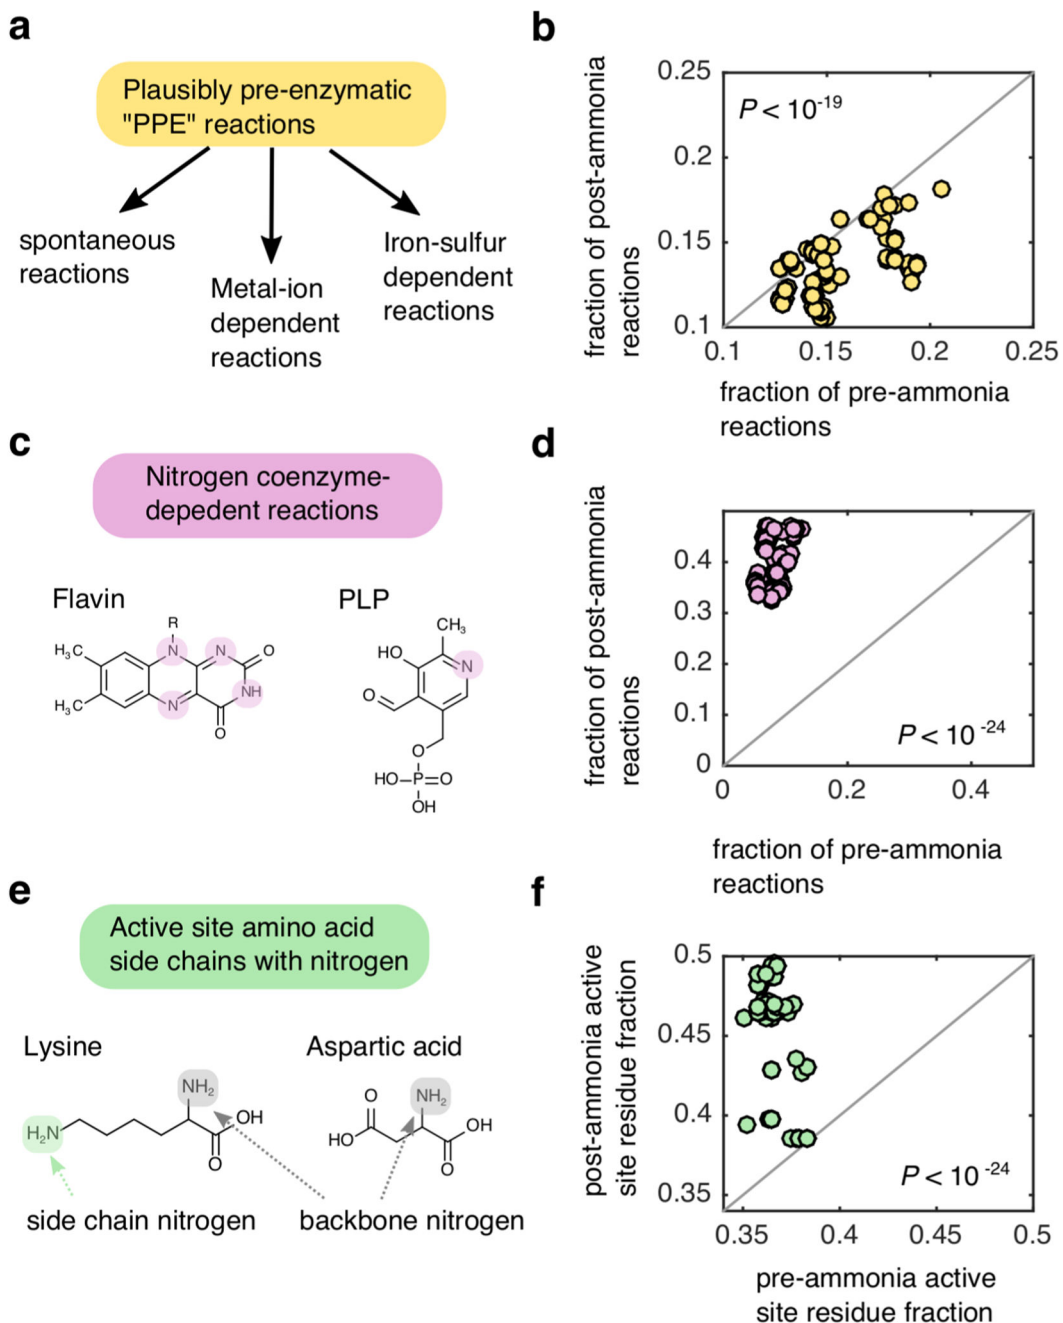 a
Plausibly pre-enzymatic
"PPE" reactions
spontaneous
reactions
Metal-ion
dependent
reactions
Iron-sulfur
dependent
reactions
b
fraction of post-ammonia
reactions
0.25
0.2
0.15
0.1
P < 10-19
0.1 0.15 0.2 0.25
fraction of pre-ammonia
reactions
c
Nitrogen coenzyme-
depedent reactions
Flavin
R
H3C
H3C
N
N
N
NH
O
O
PLP
CH3
HO
N
O
O
HO–P=O
OH
d
fraction of post-ammonia
reactions
0.4
0.3
0.2
0.1
0
P < 10 -24
0 0.2 0.4
fraction of pre-ammonia
reactions
e
Active site amino acid
side chains with nitrogen
Lysine
NH2
H2N
OH
O
Aspartic acid
O
NH2
HO
OH
O
side chain nitrogen
backbone nitrogen
f
post-ammonia active
site residue fraction
0.5
0.45
0.4
0.35
P < 10 -24
0.35 0.4 0.45 0.5
pre-ammonia active
site residue fraction